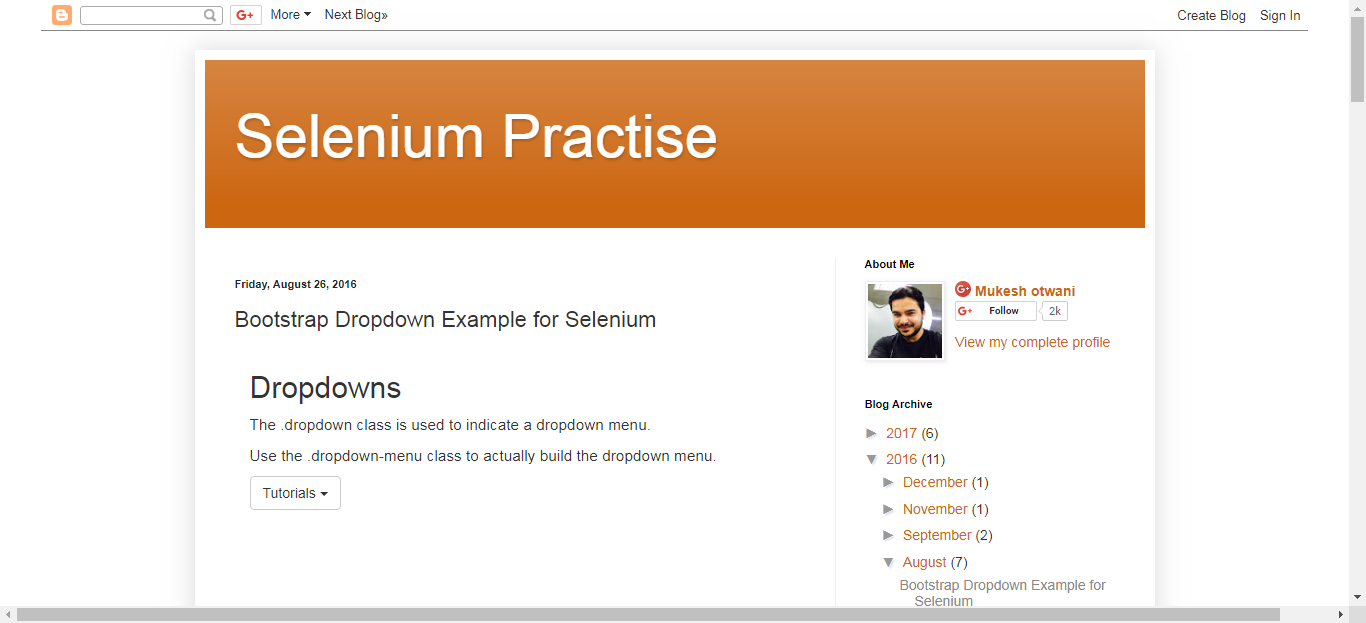 More Next Blog»
Create Blog Sign In
Selenium Practise
Friday, August 26, 2016
Bootstrap Dropdown Example for Selenium
Dropdowns
The .dropdown class is used to indicate a dropdown menu.
Use the .dropdown-menu class to actually build the dropdown menu.
Tutorials
About Me
G+ Mukesh otwani
G+ Follow 2k
View my complete profile
Blog Archive
► 2017 (6)
▼ 2016 (11)
► December (1)
► November (1)
► September (2)
▼ August (7)
Bootstrap Dropdown Example for
Selenium